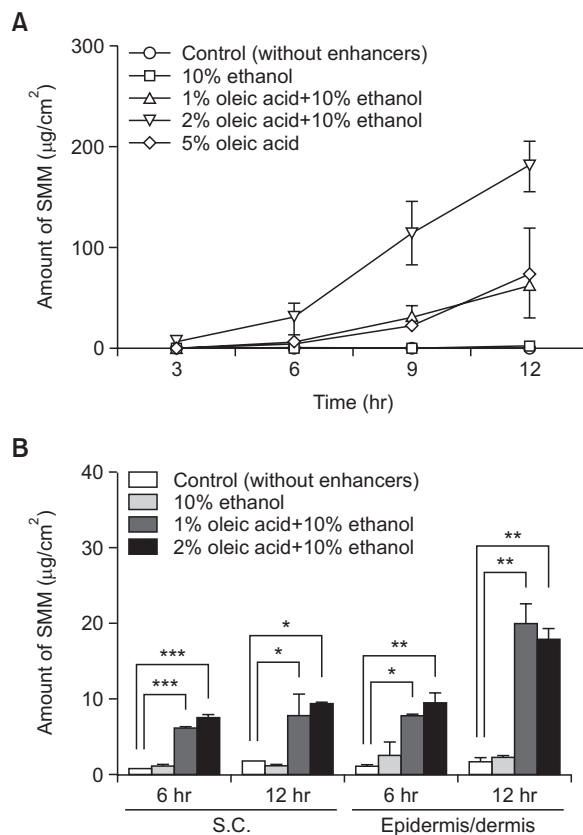 A
300
200
100
0
Amount of SMM (µg/cm²)
Control (without enhancers)
10% ethanol
1% oleic acid+10% ethanol
2% oleic acid+10% ethanol
5% oleic acid
3 6 9 12
Time (hr)
B
40
30
20
10
0
Amount of SMM (µg/cm²)
Control (without enhancers)
10% ethanol
1% oleic acid+10% ethanol
2% oleic acid+10% ethanol
**
**
*
*
**
*
***
***
6 hr 12 hr 6 hr 12 hr
S.C. Epidermis/dermis